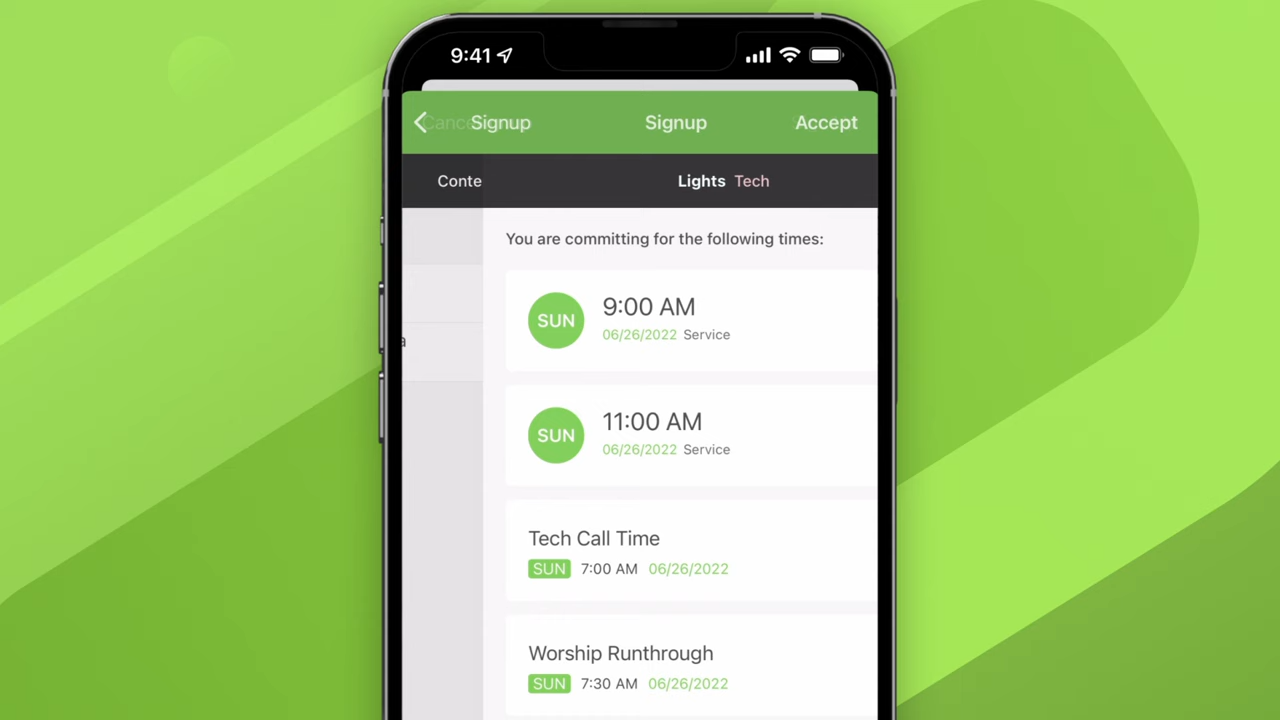 9:41
Signup Signup Accept
Conte Lights Tech
You are committing for the following times:
SUN 9:00 AM
06/26/2022 Service
a
SUN 11:00 AM
06/26/2022 Service
Tech Call Time
SUN 7:00 AM 06/26/2022
Worship Runthrough
SUN 7:30 AM 06/26/2022